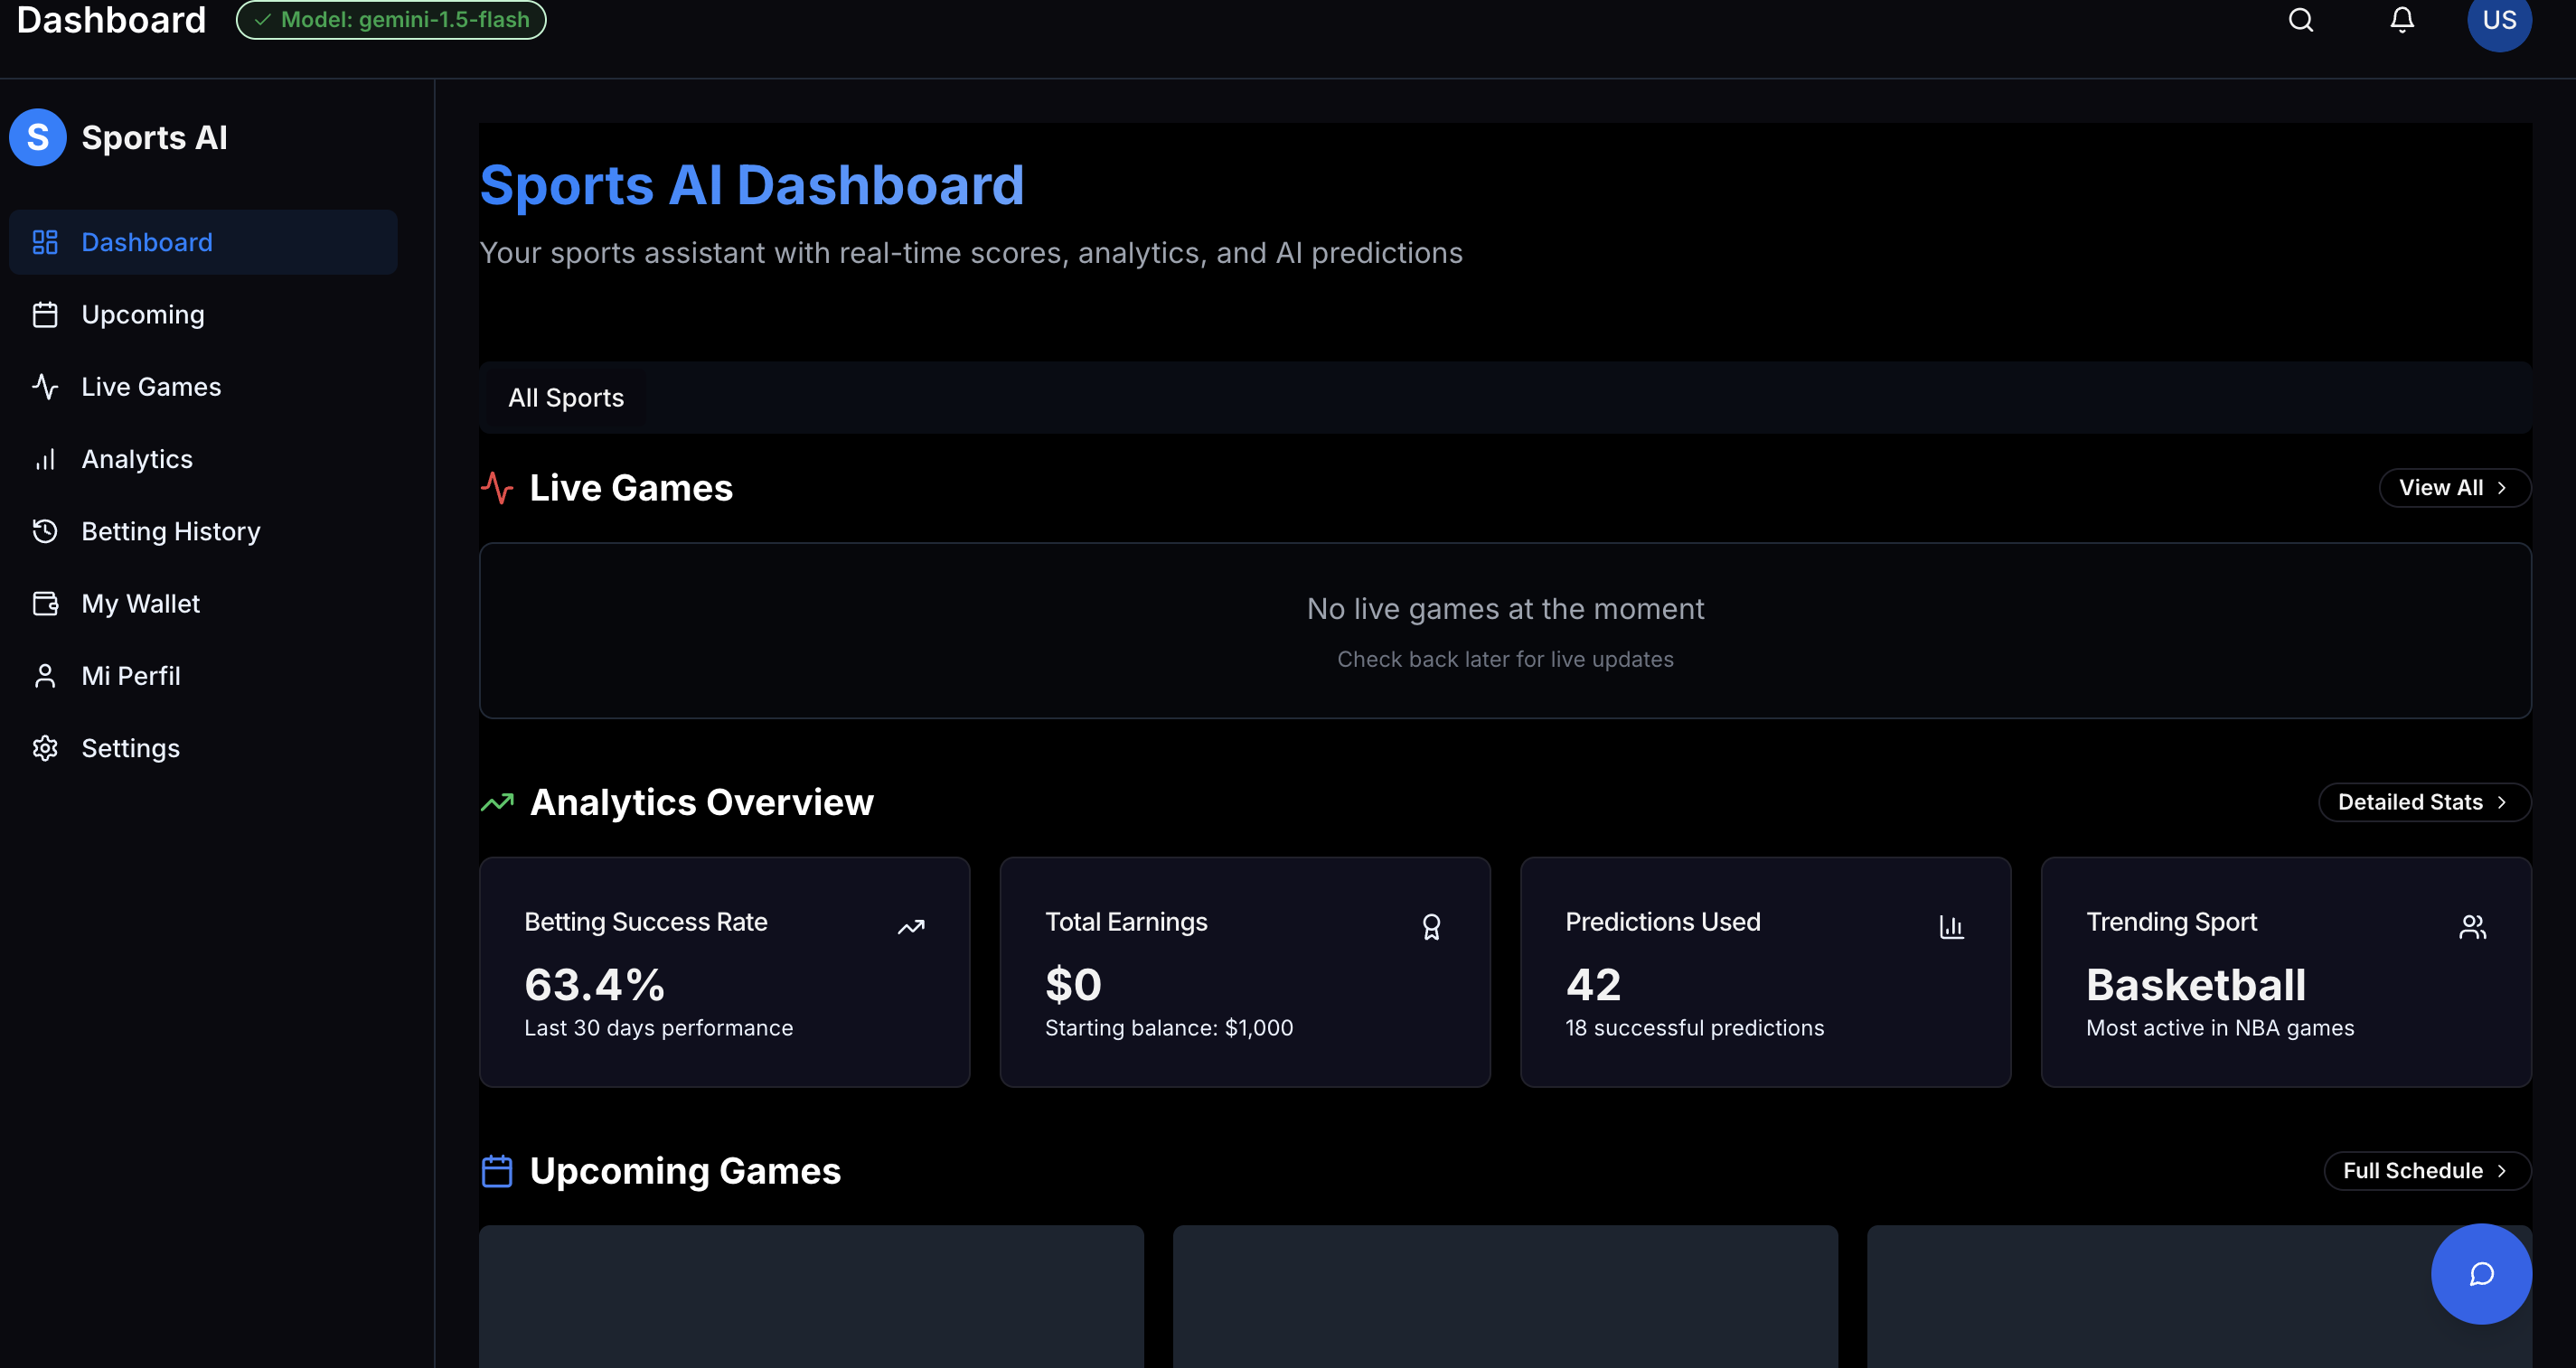 Dashboard
Model: gemini-1.5-flash
US
S
Sports AI
Dashboard
Upcoming
Live Games
Analytics
Betting History
My Wallet
Mi Perfil
Settings
Sports AI Dashboard
Your sports assistant with real-time scores, analytics, and AI predictions
All Sports
Live Games
View All
No live games at the moment
Check back later for live updates
Analytics Overview
Detailed Stats
Betting Success Rate
63.4%
Last 30 days performance
Total Earnings
$0
Starting balance: $1,000
Predictions Used
42
18 successful predictions
Trending Sport
Basketball
Most active in NBA games
Upcoming Games
Full Schedule